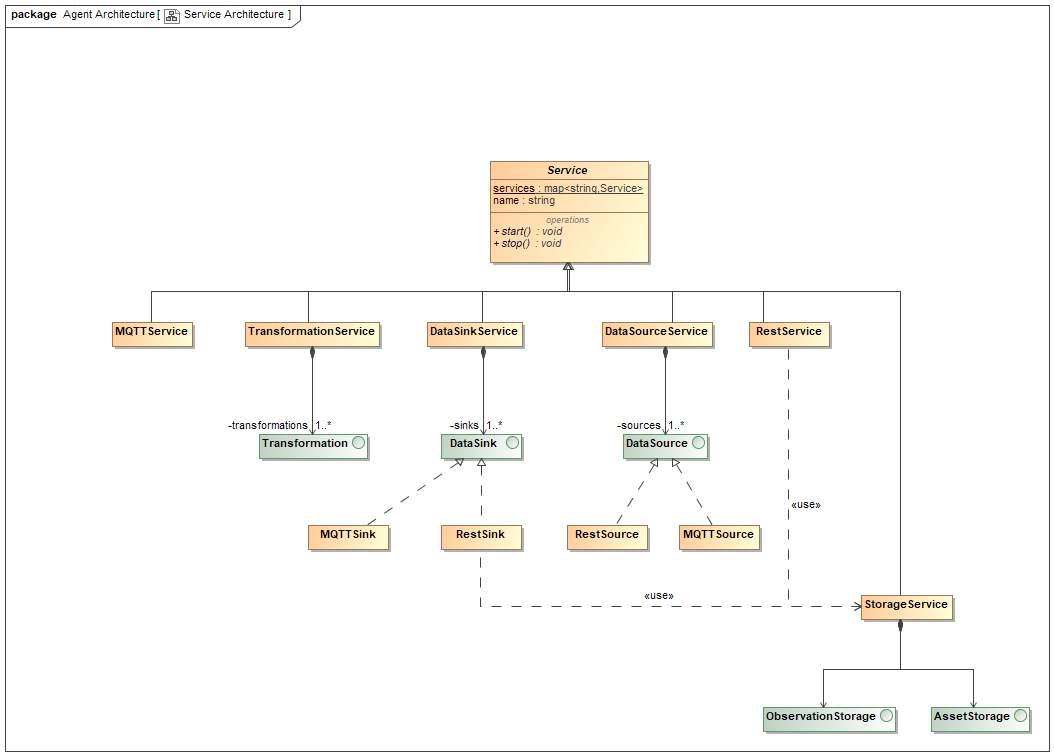 package Agent Architecture [ Service Architecture ]
Service
services : map<string,Service>
name : string
operations
+ start() : void
+ stop() : void
MQTTService
TransformationService
DataSinkService
DataSourceService
RestService
-transformations 1..*
-sinks 1..*
-sources 1..*
Transformation
DataSink
DataSource
«use»
MQTTSink
RestSink
RestSource
MQTTSource
«use»
StorageService
ObservationStorage
AssetStorage